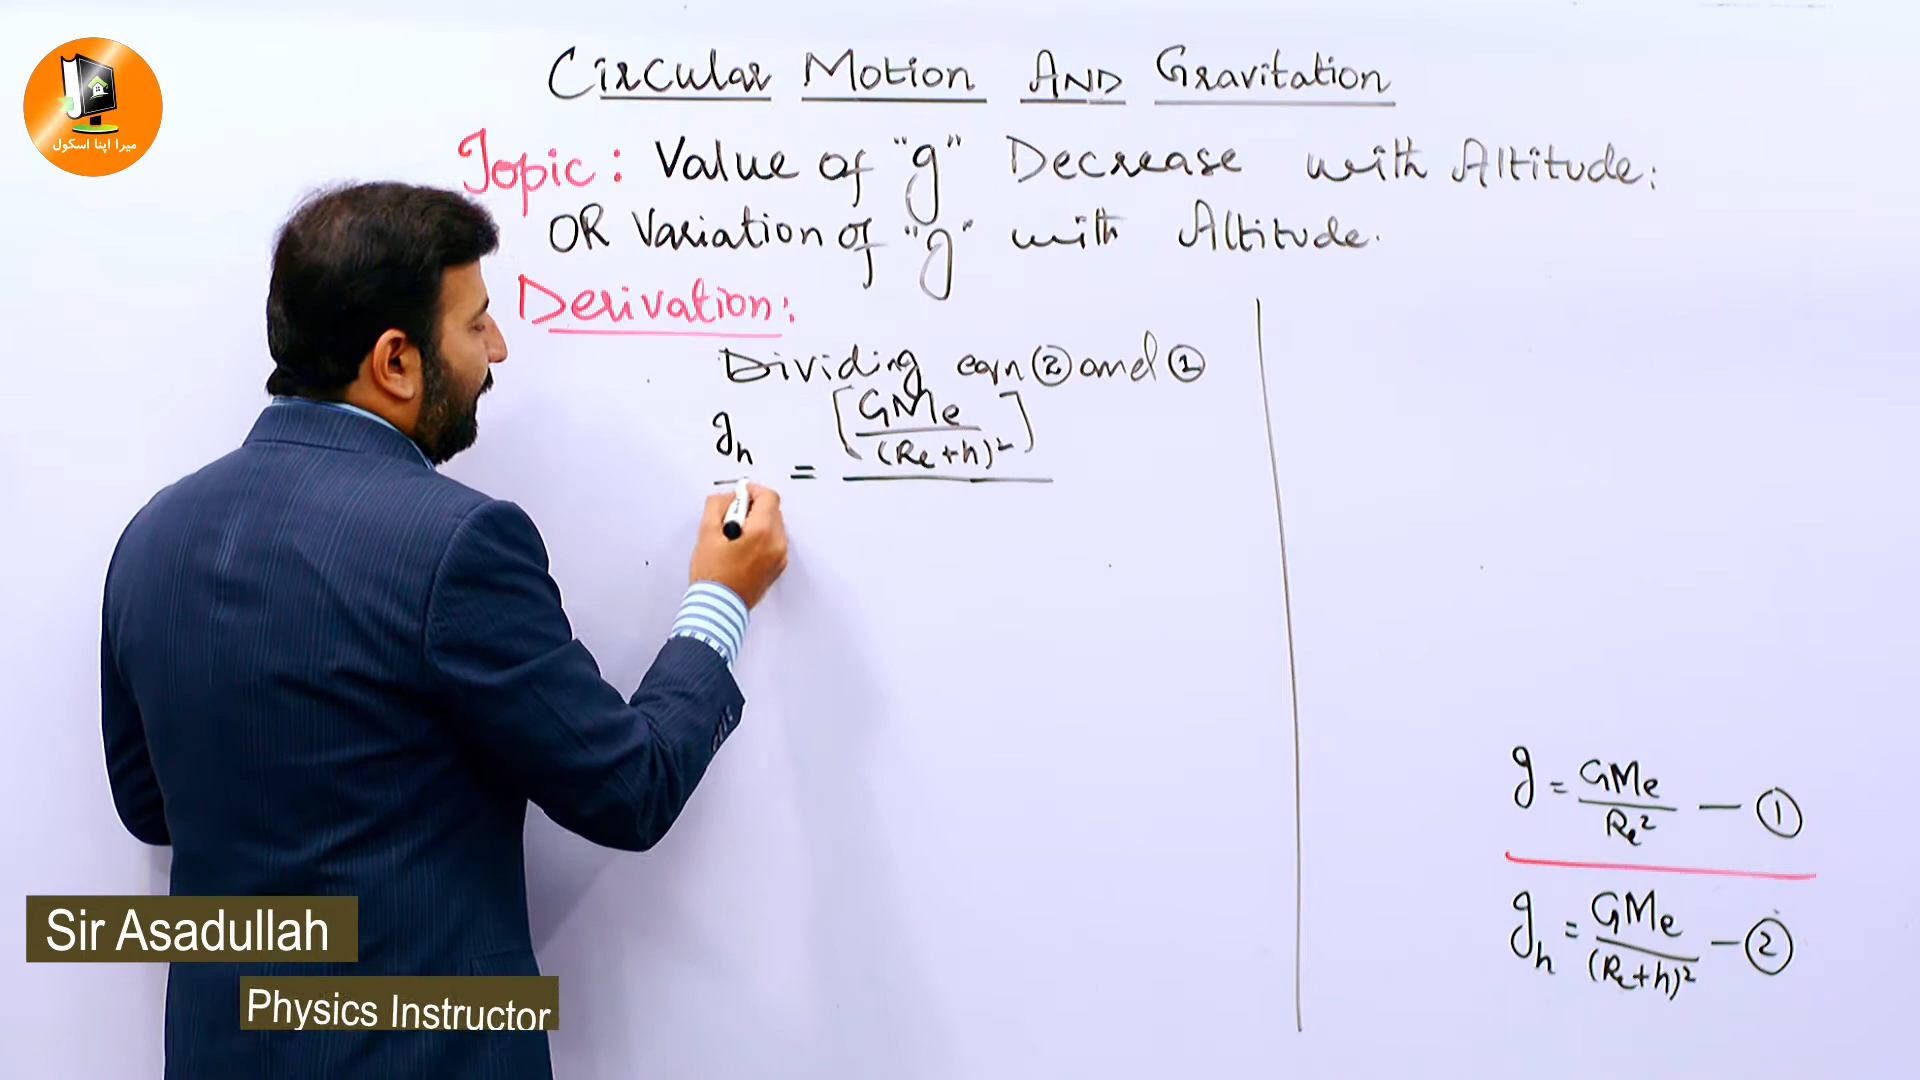 میرا اپنا اسکول
Circular Motion AND Gravitation
Topic: Value of "g" Decrease with Altitude:
OR Variation of "g" with Altitude.
Derivation:
Dividing eqn ② and ①
g_h = [GMe/(Re+h)²]
g = GMe/Re² — ①
g_h = GMe/(Re+h)² — ②
Sir Asadullah
Physics Instructor